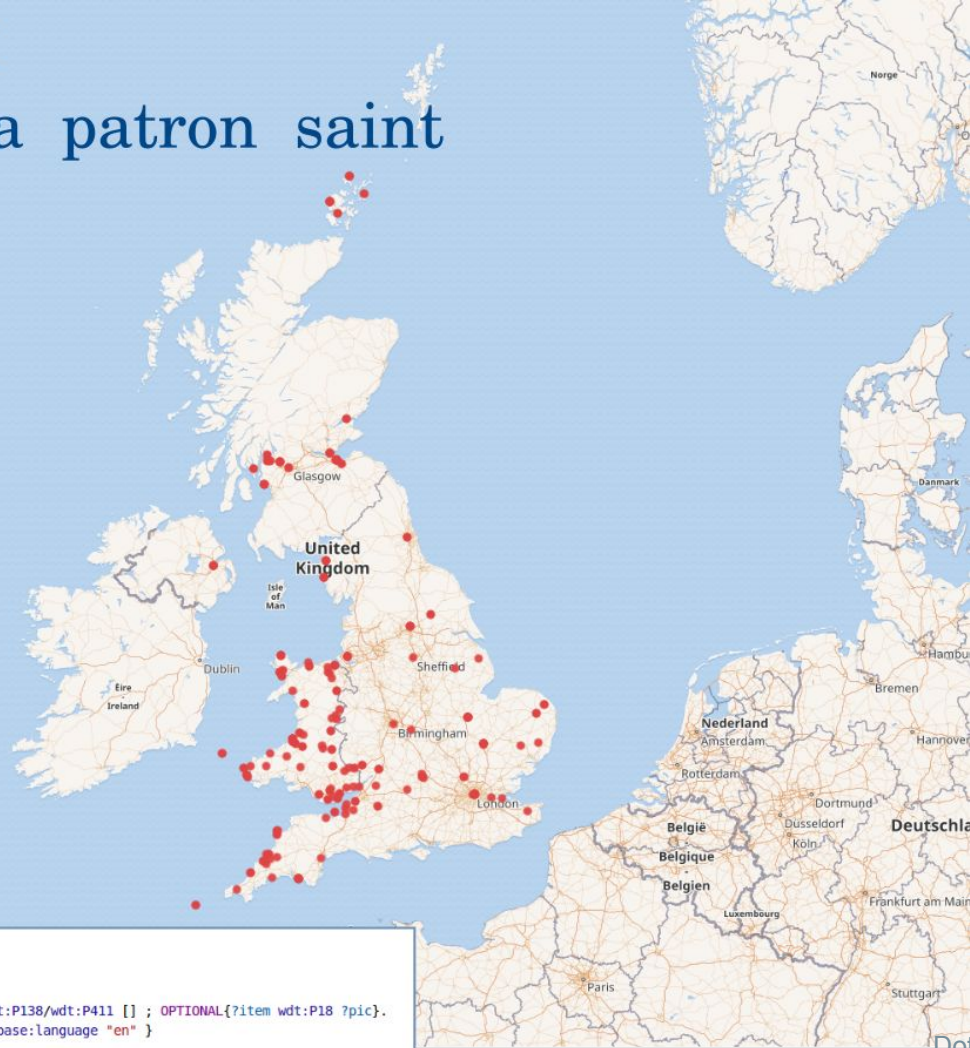 a patron saint
Norge
Glasgow
Danmark
United
Kingdom
Isle
of
Man
Dublin
Sheffield
Hambu
Éire
-
Ireland
Bremen
Nederland
Amsterdam
Hannover
Birmingham
Rotterdam
London
Dortmund
België
-
Belgique
-
Belgien
Düsseldorf
Deutschla
Köln
Frankfurt am Main
Luxembourg
Paris
Stuttgart
t:P138/wdt:P411 [] ; OPTIONAL{?item wdt:P18 ?pic}.
base:language "en" }